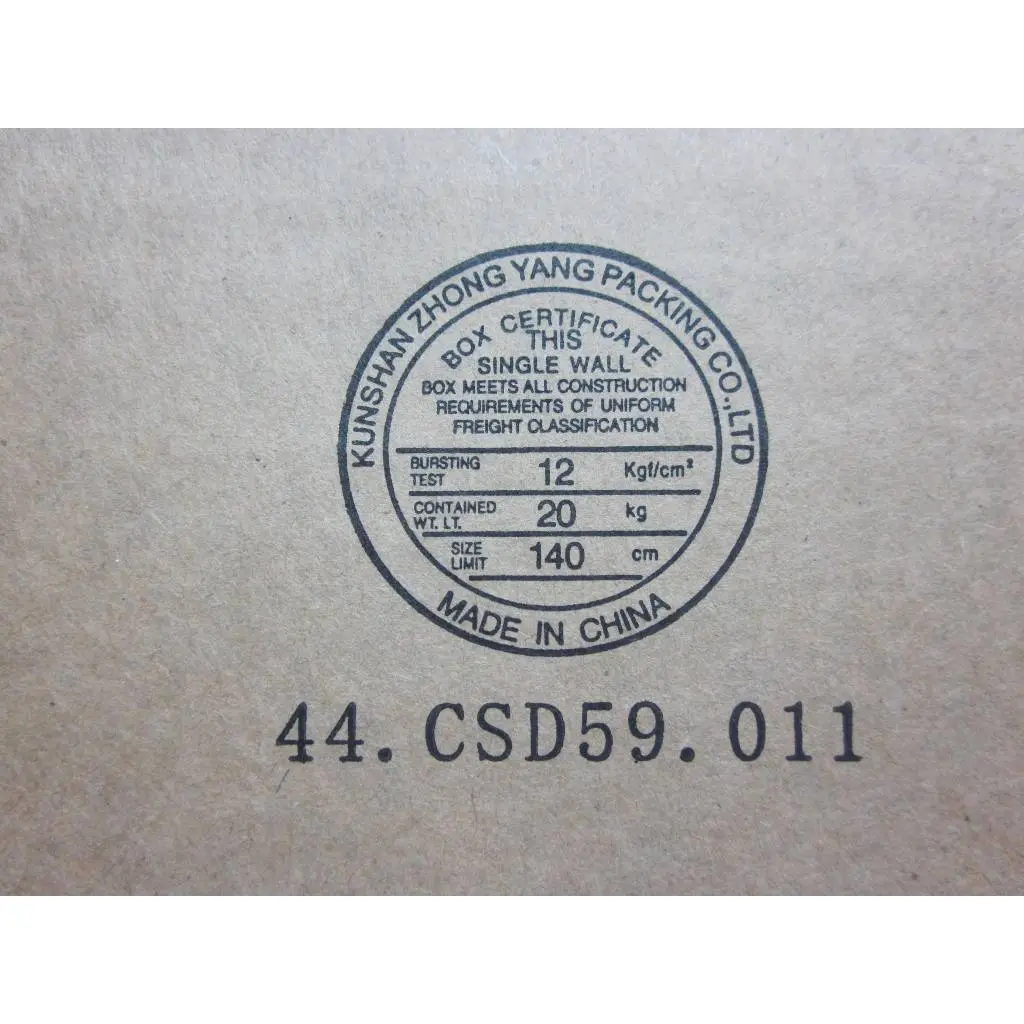 KUNSHAN ZHONG YANG PACKING CO.,LTD
BOX CERTIFICATE
THIS
SINGLE WALL
BOX MEETS ALL CONSTRUCTION
REQUIREMENTS OF UNIFORM
FREIGHT CLASSIFICATION
BURSTING TEST 12 Kgf/cm²
CONTAINED WT. LT. 20 kg
SIZE LIMIT 140 cm
MADE IN CHINA
44.CSD59.011